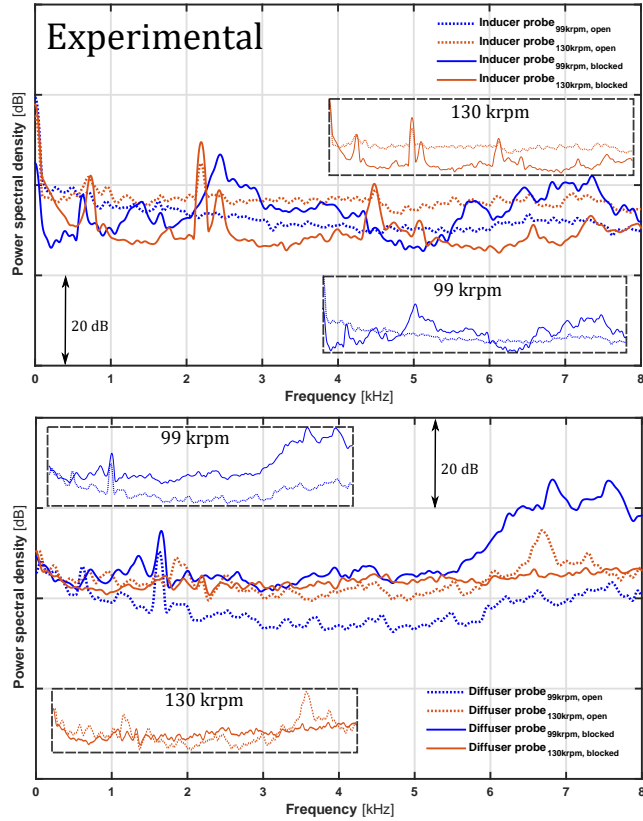 Experimental
Inducer probe99krpm, open
Inducer probe130krpm, open
Inducer probe99krpm, blocked
Inducer probe130krpm, blocked
130 krpm
99 krpm
20 dB
Power spectral density [dB]
0 1 2 3 4 5 6 7 8
Frequency [kHz]
99 krpm
20 dB
Power spectral density [dB]
130 krpm
Diffuser probe99krpm, open
Diffuser probe130krpm, open
Diffuser probe99krpm, blocked
Diffuser probe130krpm, blocked
0 1 2 3 4 5 6 7 8
Frequency [kHz]